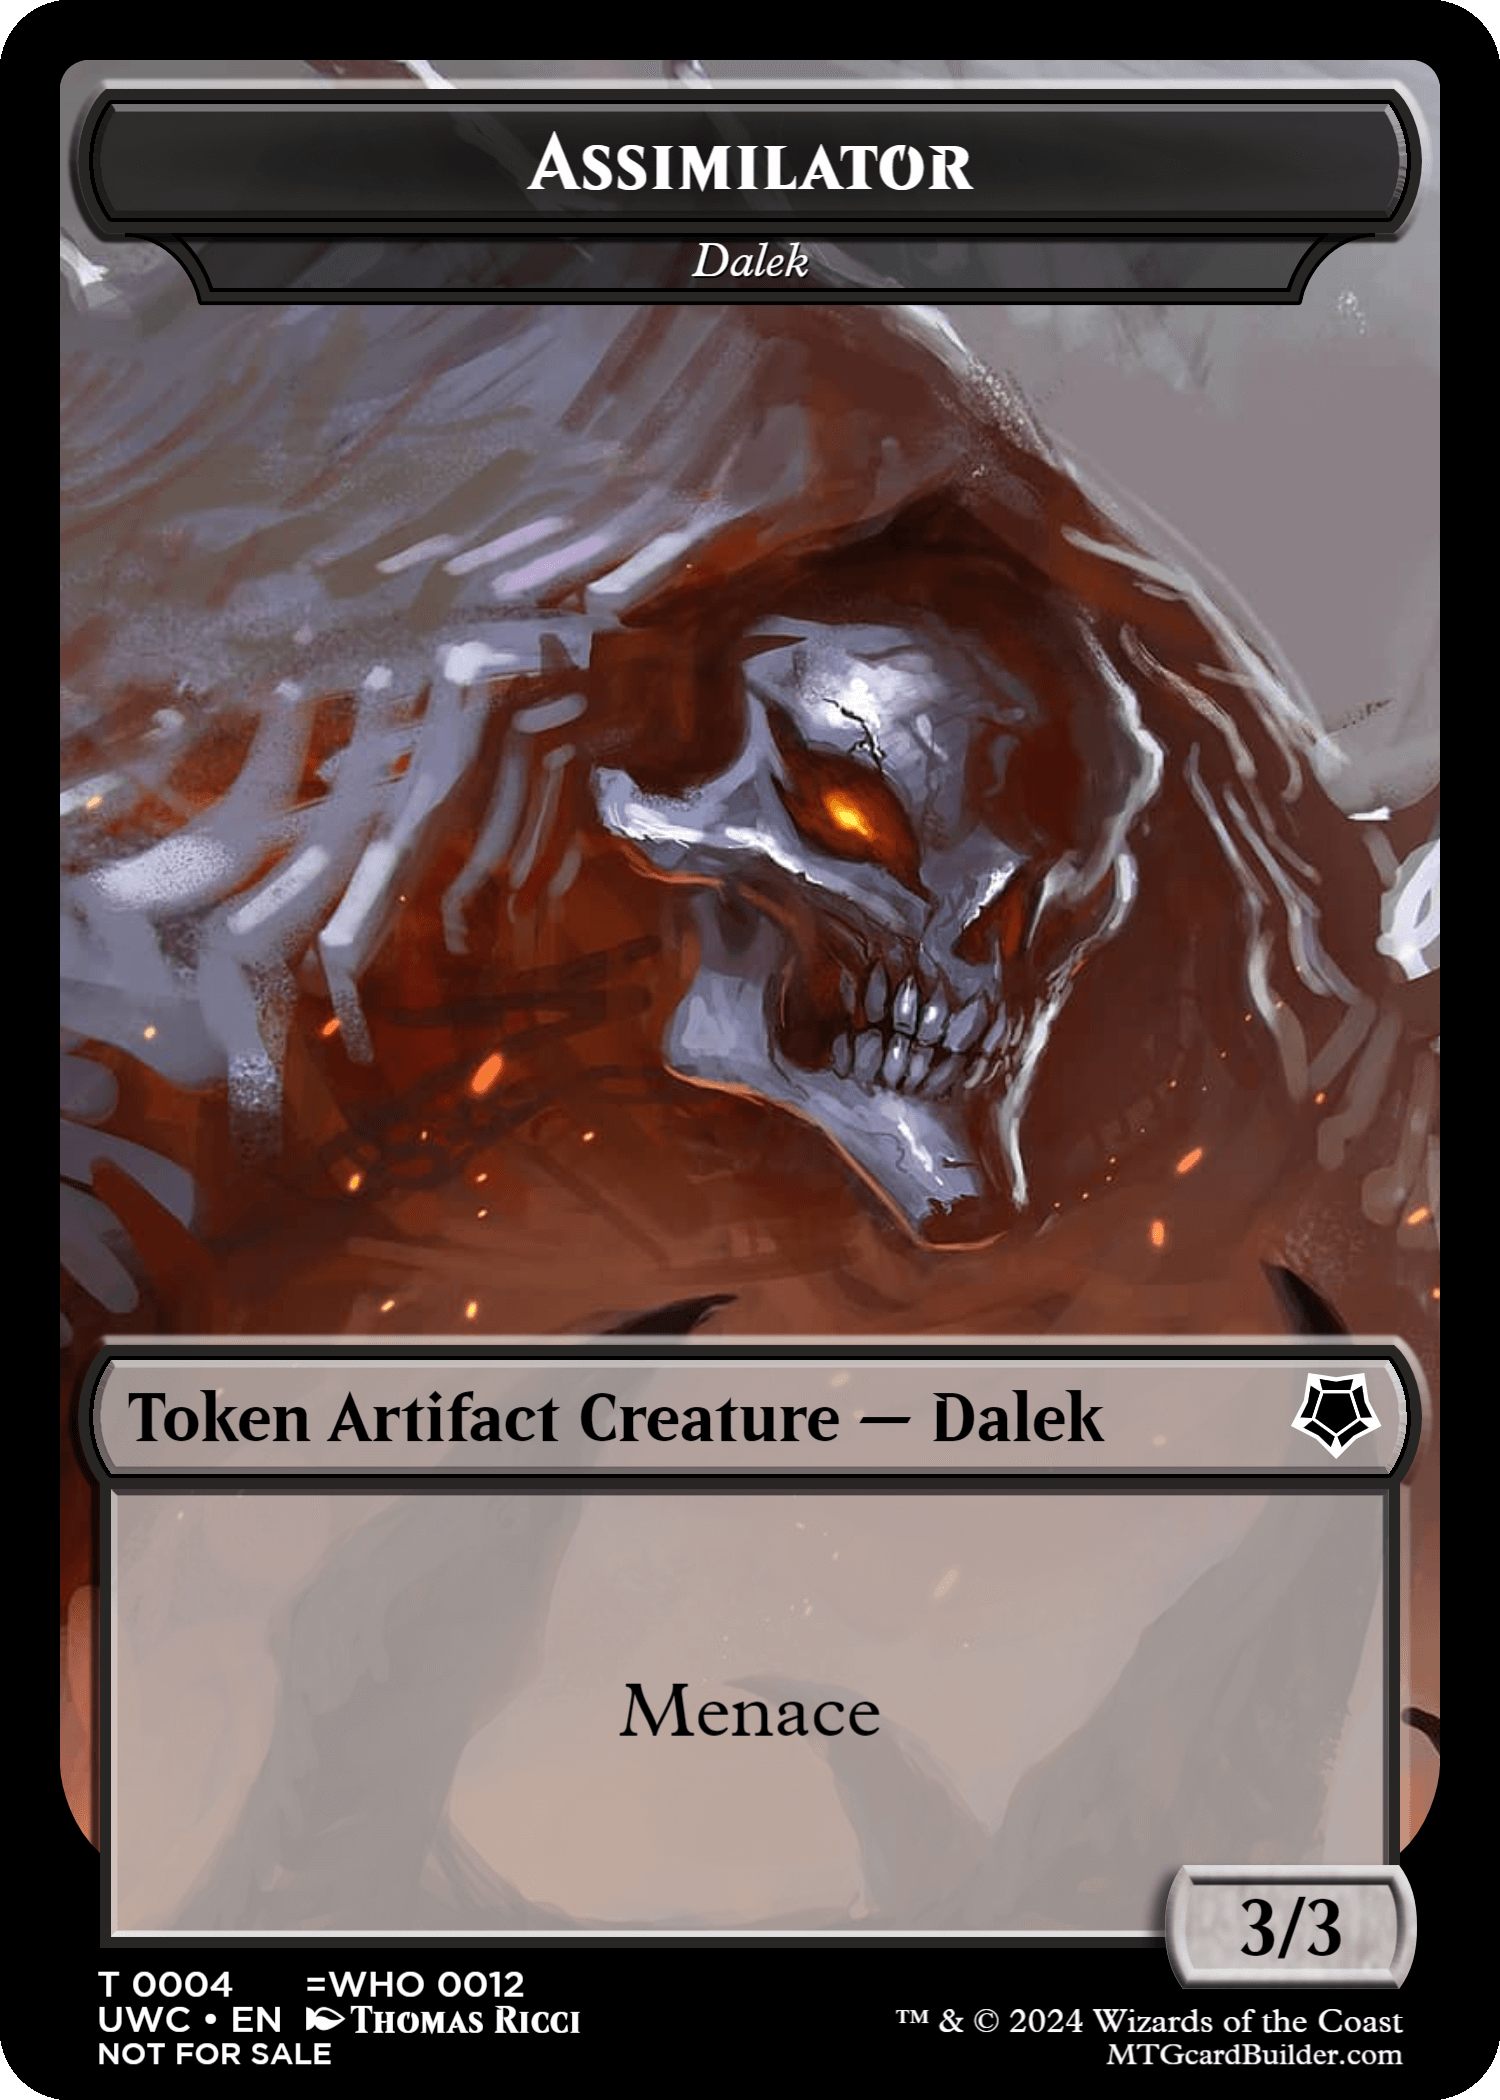 Assimilator
Dalek
Token Artifact Creature — Dalek
Menace
3/3
T 0004 =WHO 0012
UWC • EN Thomas Ricci
NOT FOR SALE
™ & © 2024 Wizards of the Coast
MTGcardBuilder.com